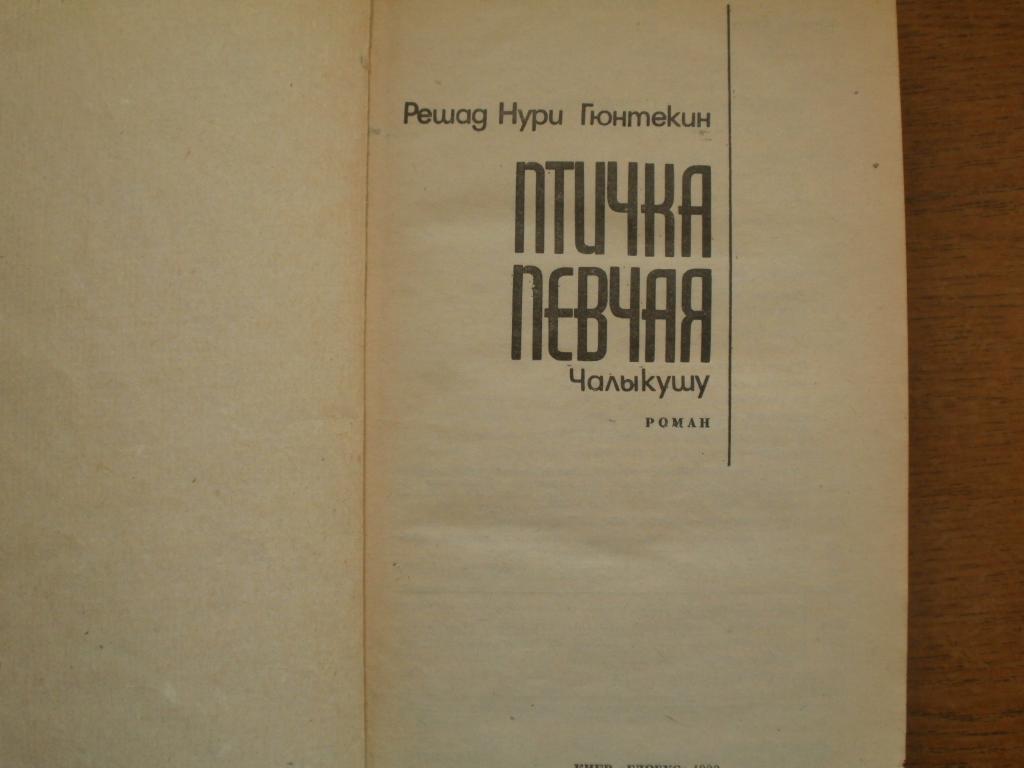 Решад Нури Гюнтекин
ПТИЧКА
ПЕВЧАЯ
Чалыкушу
РОМАН